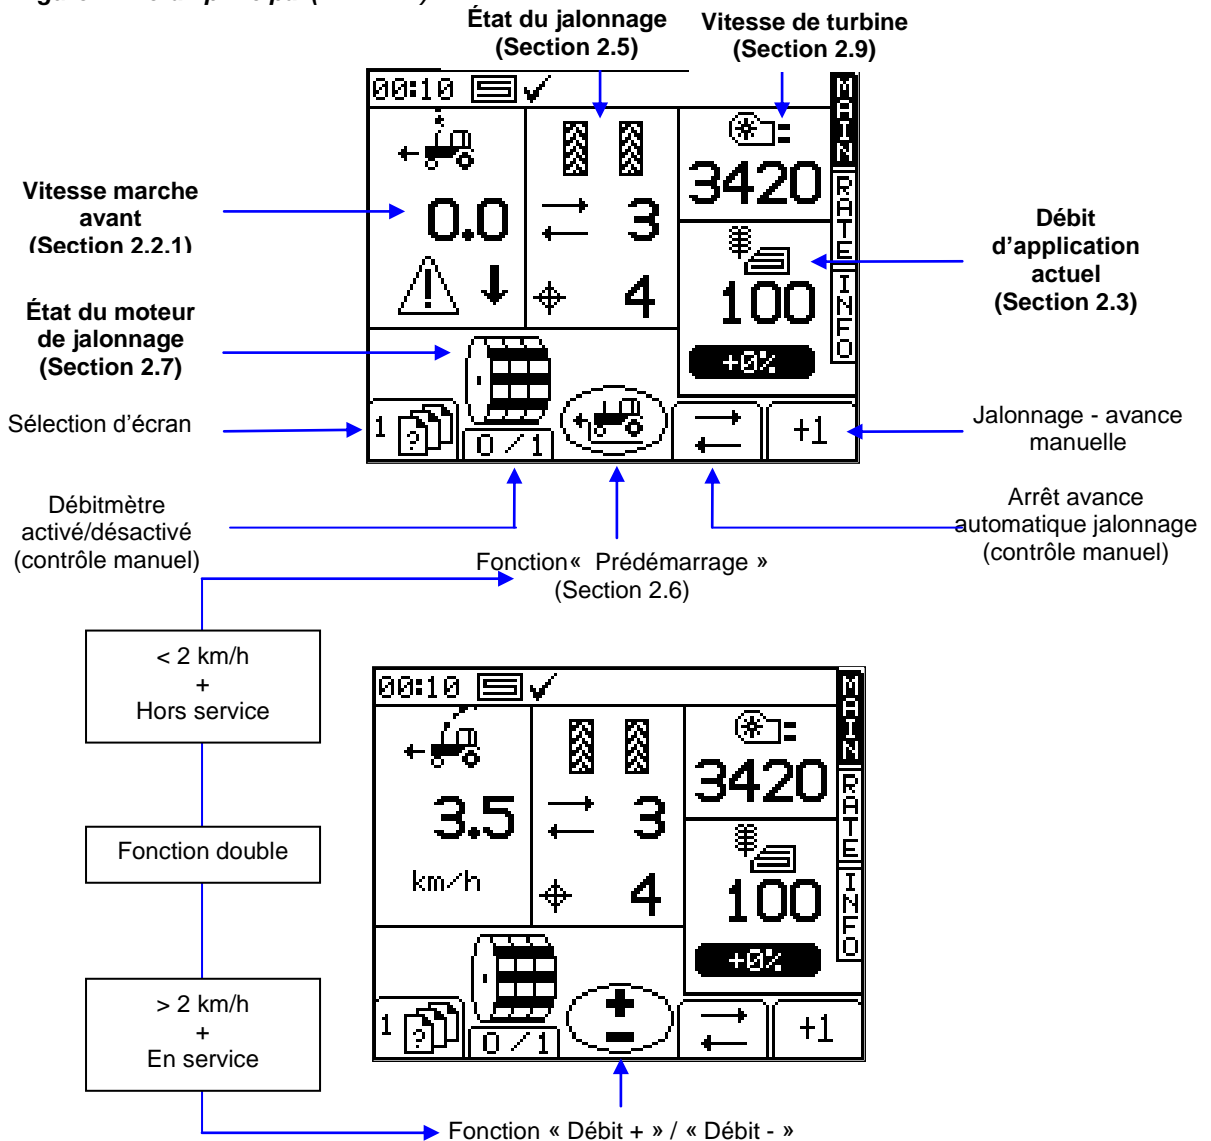 État du jalonnage
(Section 2.5)
Vitesse de turbine
(Section 2.9)
00:10
MAIN
RATE
INFO
3420
Vitesse marche
avant
(Section 2.2.1)
0.0
3
4
100
+0%
Débit
d'application
actuel
(Section 2.3)
État du moteur
de jalonnage
(Section 2.7)
Sélection d'écran
1
?
0/1
+1
Jalonnage - avance
manuelle
Débitmètre
activé/désactivé
(contrôle manuel)
Fonction« Prédémarrage »
(Section 2.6)
Arrêt avance
automatique jalonnage
(contrôle manuel)
< 2 km/h
+
Hors service
Fonction double
> 2 km/h
+
En service
00:10
MAIN
RATE
INFO
3420
3.5
km/h
3
4
100
+0%
1
?
0/1
+
-
+1
Fonction « Débit + » / « Débit - »